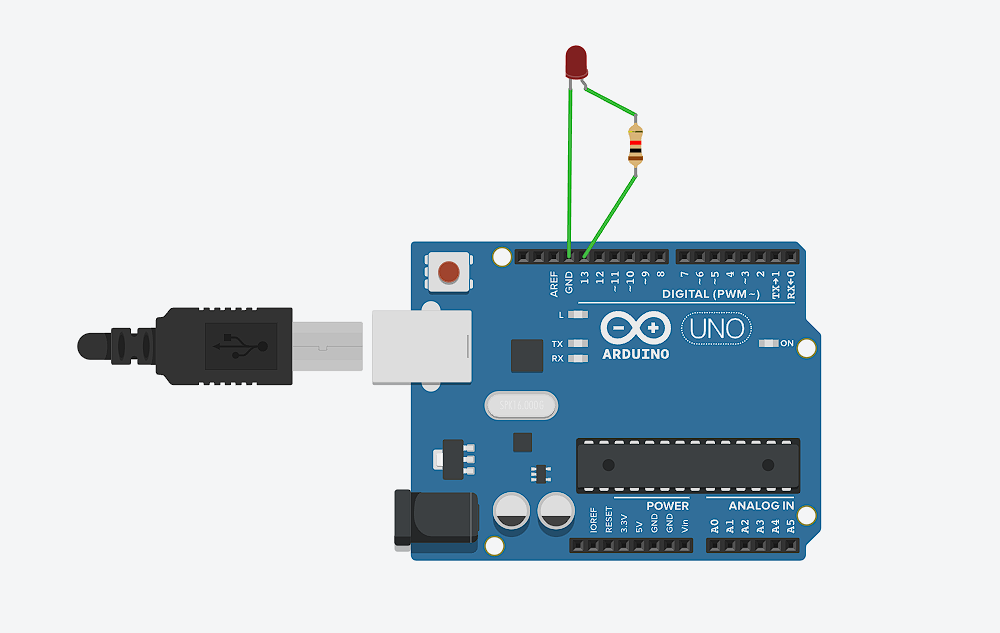 AREF
GND
13
12
~11
~10
~9
8
7
~6
~5
4
~3
2
TX→1
RX←0
DIGITAL (PWM~)
L
TX
RX
ARDUINO
UNO
ON
POWER
ANALOG IN
IOREF
RESET
3.3V
5V
GND
GND
Vin
A0
A1
A2
A3
A4
A5